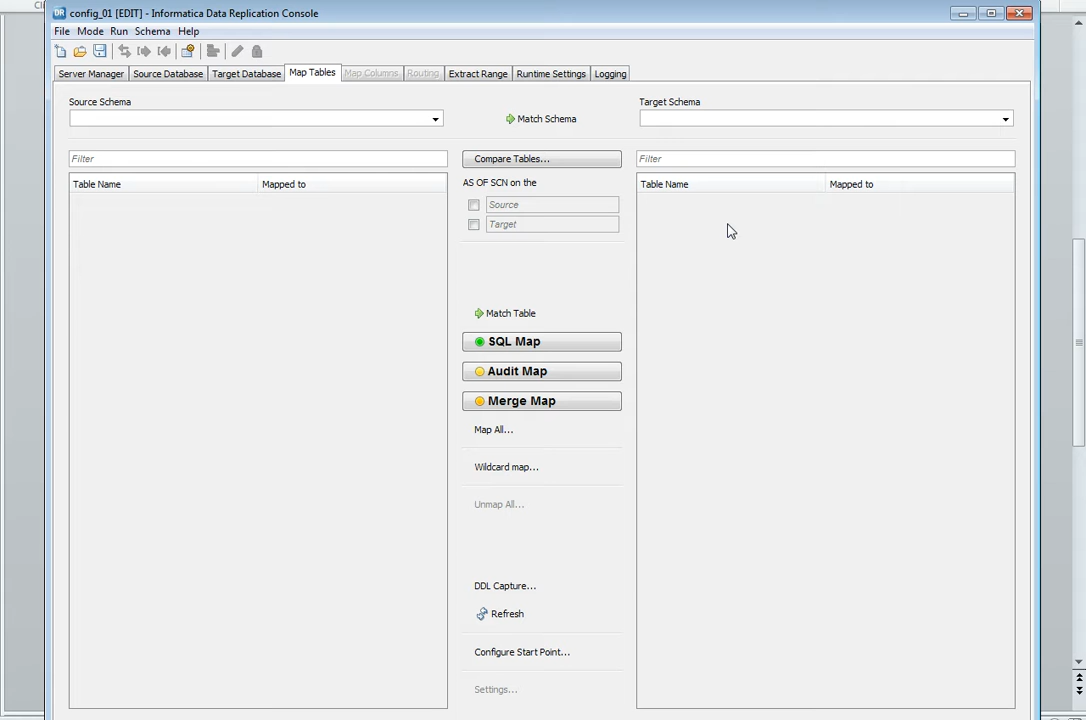 config_01 [EDIT] - Informatica Data Replication Console
File Mode Run Schema Help
Server Manager Source Database Target Database Map Tables Map Columns Routing Extract Range Runtime Settings Logging
Source Schema
Match Schema
Target Schema
Filter
Compare Tables...
Filter
Table Name Mapped to
AS OF SCN on the
Table Name Mapped to
Source
Target
Match Table
SQL Map
Audit Map
Merge Map
Map All...
Wildcard map...
Unmap All...
DDL Capture...
Refresh
Configure Start Point...
Settings...